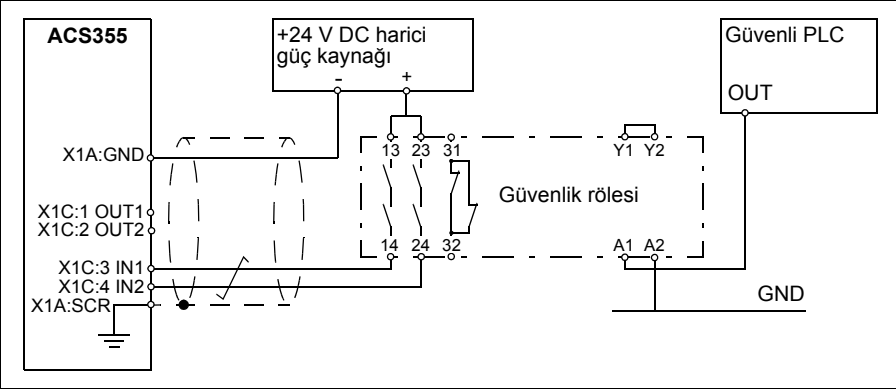 ACS355
+24 V DC harici
güç kaynağı
- +
Güvenli PLC
OUT
X1A:GND
13 23 31
Y1 Y2
Güvenlik rölesi
X1C:1 OUT1
X1C:2 OUT2
14 24 32
A1 A2
X1C:3 IN1
X1C:4 IN2
X1A:SCR
GND